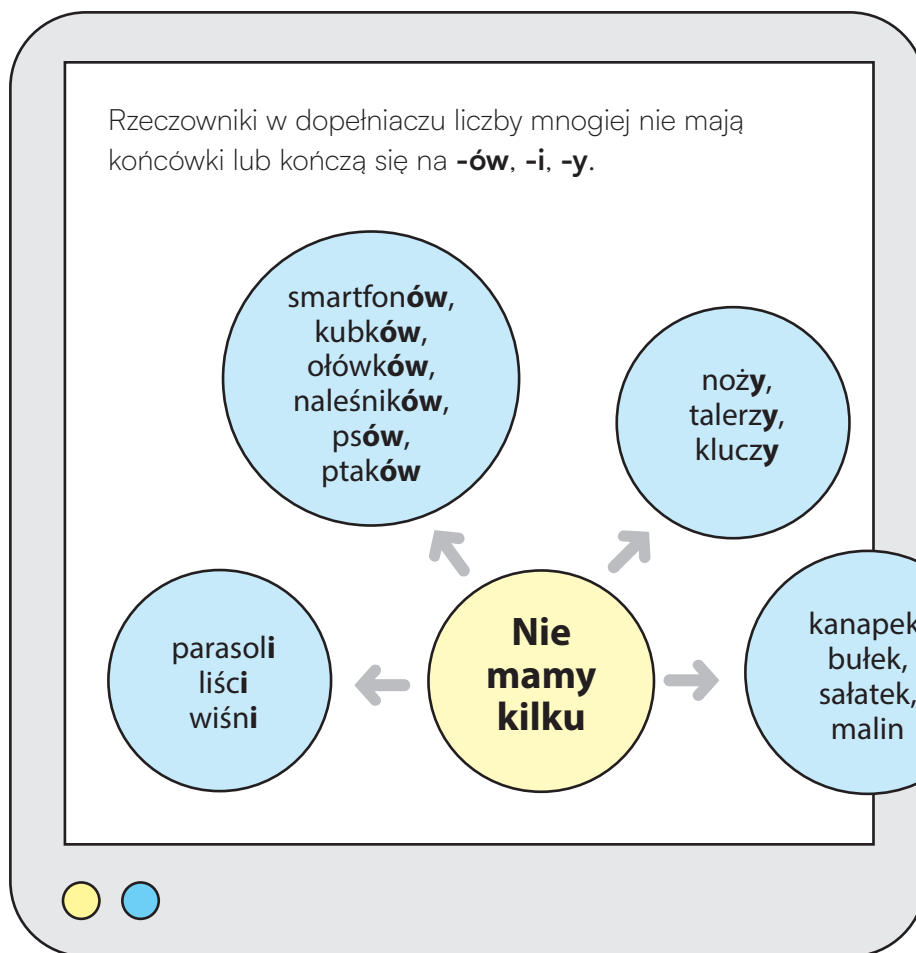 Rzeczowniki w dopełniaczu liczby mnogiej nie mają
końcówki lub kończą się na -ów, -i, -y.
smartfonów,
kubków,
ołówków,
naleśników,
psów,
ptaków
noży,
talerzy,
kluczy
parasoli
liści
wiśni
Nie
mamy
kilku
kanapek
bułek,
sałatek,
malin